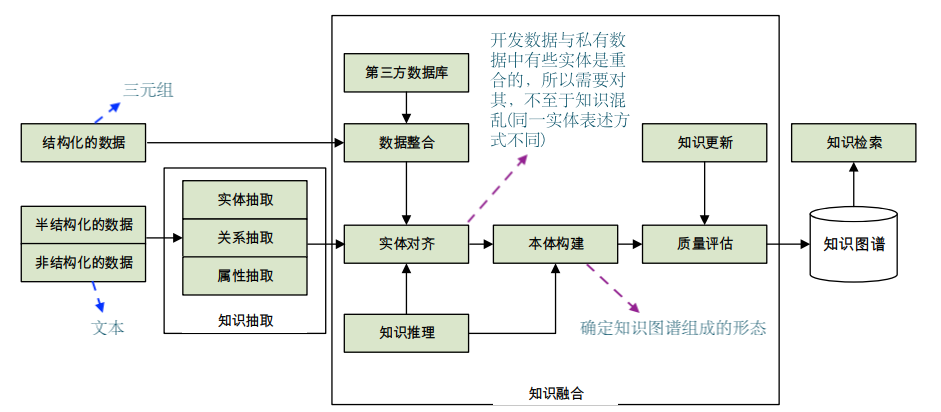 开发数据与私有数
据中有些实体是重
合的，所以需要对
其，不至于知识混
乱(同一实体表述方
式不同)
第三方数据库
三元组
结构化的数据
数据整合
知识更新
知识检索
实体抽取
半结构化的数据
关系抽取
实体对齐
本体构建
质量评估
知识图谱
非结构化的数据
属性抽取
知识抽取
文本
知识推理
确定知识图谱组成的形态
知识融合